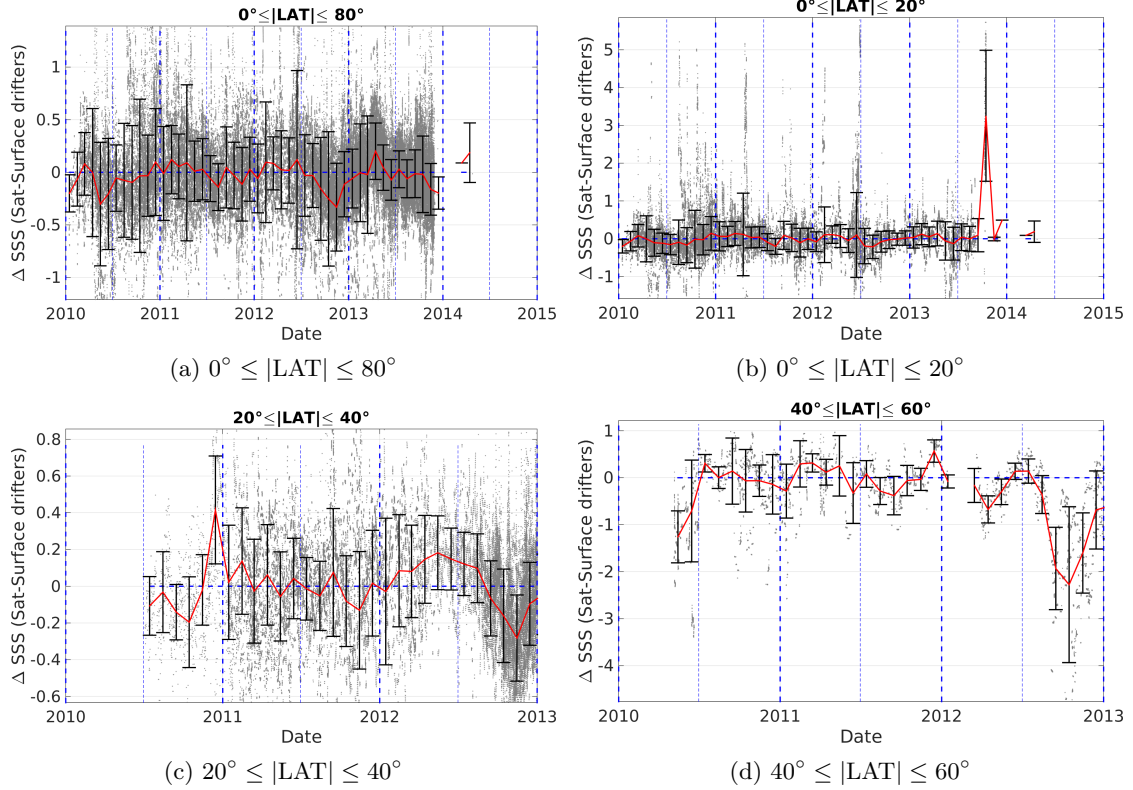 0°≤|LAT|≤ 80°
Δ SSS (Sat-Surface drifters)
1
0.5
0
-0.5
-1
2010 2011 2012 2013 2014 2015
Date
(a) 0° ≤ |LAT| ≤ 80°
0°≤|LAT|≤ 20°
Δ SSS (Sat-Surface drifters)
5
4
3
2
1
0
-1
2010 2011 2012 2013 2014 2015
Date
(b) 0° ≤ |LAT| ≤ 20°
20°≤|LAT|≤ 40°
Δ SSS (Sat-Surface drifters)
0.8
0.6
0.4
0.2
0
-0.2
-0.4
-0.6
2010 2011 2012 2013
Date
(c) 20° ≤ |LAT| ≤ 40°
40°≤|LAT|≤ 60°
Δ SSS (Sat-Surface drifters)
1
0
-1
-2
-3
-4
2010 2011 2012 2013
Date
(d) 40° ≤ |LAT| ≤ 60°